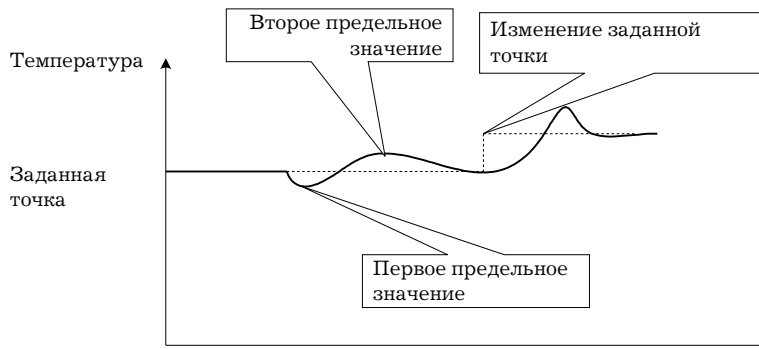 Второе предельное
значение
Изменение заданной
точки
Температура
Заданная
точка
Первое предельное
значение